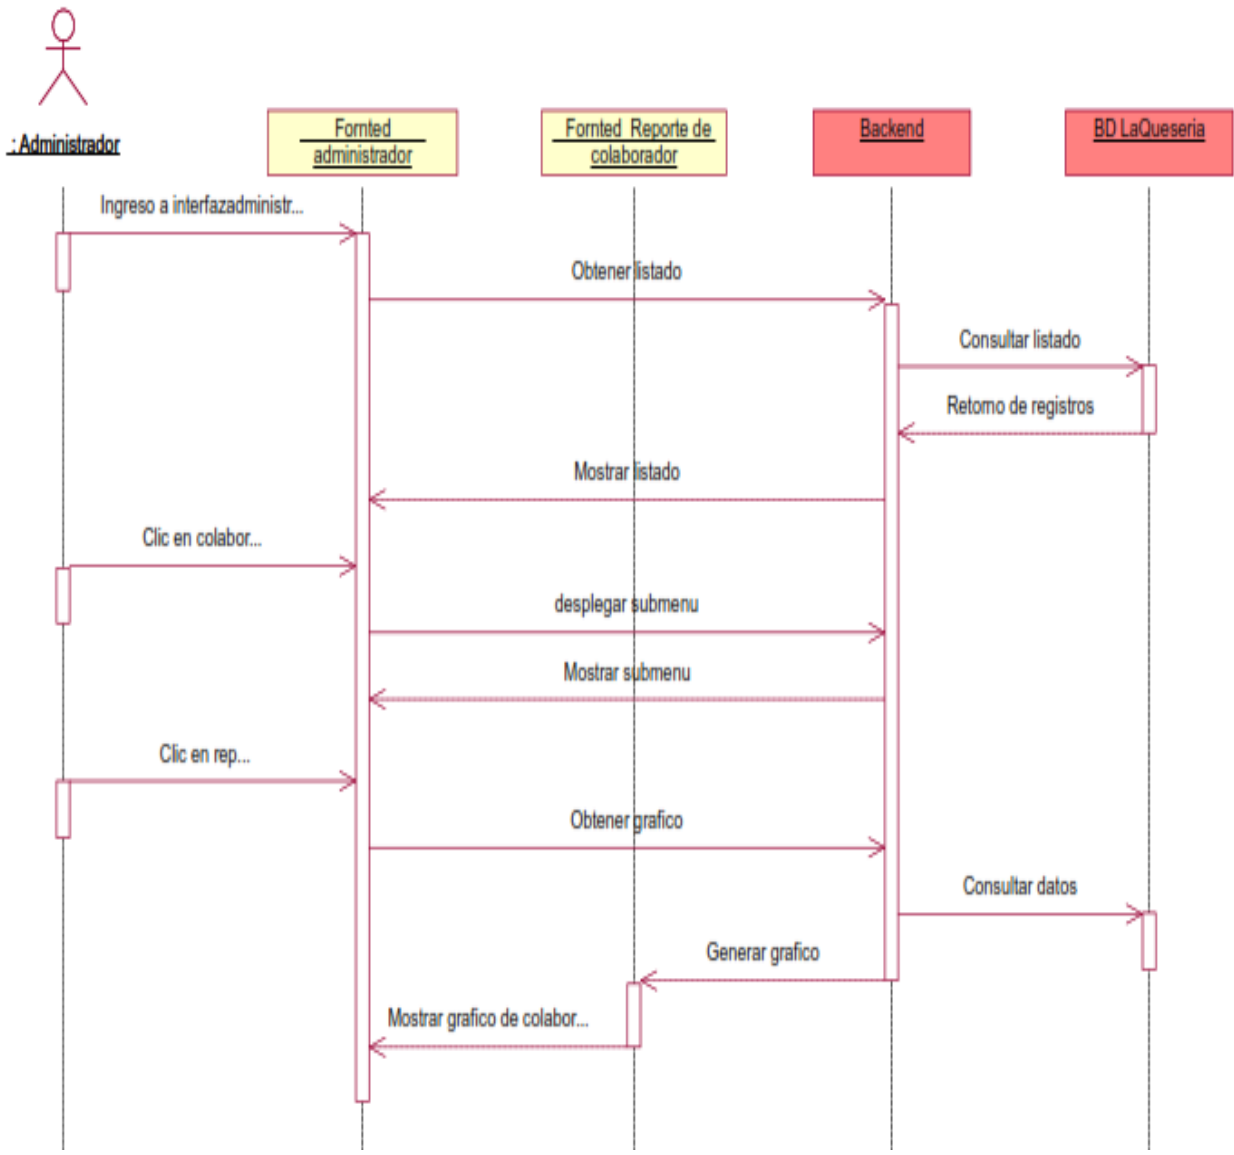 : Administrador
Fornted
administrador
Fornted Reporte de
colaborador
Backend
BD LaQueseria
Ingreso a interfazadministr...
Obtener listado
Consultar listado
Retorno de registros
Mostrar listado
Clic en colabor...
desplegar submenu
Mostrar submenu
Clic en rep...
Obtener grafico
Consultar datos
Generar grafico
Mostrar grafico de colabor...